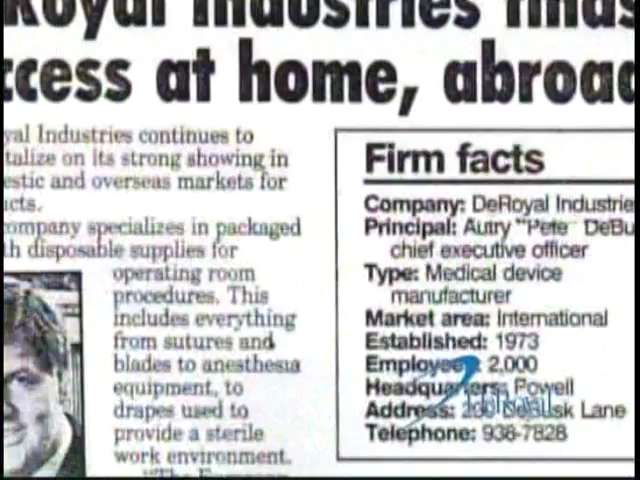 Royal Industries finds
ccess at home, abroad
yal Industries continues to
talize on its strong showing in
estic and overseas markets for
ucts.
ompany specializes in packaged
th disposable supplies for
operating room
procedures. This
includes everything
from sutures and
blades to anesthesia
equipment, to
drapes used to
provide a sterile
work environment.
Firm facts
Company: DeRoyal Industrie
Principal: Autry "Pete" DeBu
chief executive officer
Type: Medical device
manufacturer
Market area: International
Established: 1973
Employees: 2,000
Headquarters: Powell
Address: 200 DeBusk Lane
Telephone: 938-7828